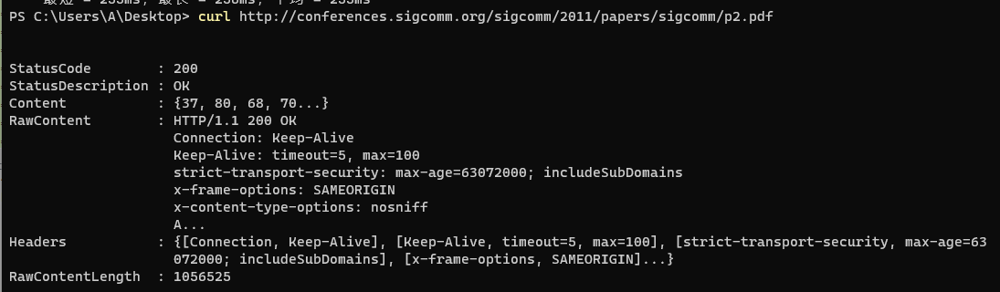 PS C:\Users\A\Desktop> curl http://conferences.sigcomm.org/sigcomm/2011/papers/sigcomm/p2.pdf
StatusCode : 200
StatusDescription : OK
Content : {37, 80, 68, 70...}
RawContent : HTTP/1.1 200 OK
Connection: Keep-Alive
Keep-Alive: timeout=5, max=100
strict-transport-security: max-age=63072000; includeSubDomains
x-frame-options: SAMEORIGIN
x-content-type-options: nosniff
A...
Headers : {[Connection, Keep-Alive], [Keep-Alive, timeout=5, max=100], [strict-transport-security, max-age=63
072000; includeSubDomains], [x-frame-options, SAMEORIGIN]...}
RawContentLength : 1056525